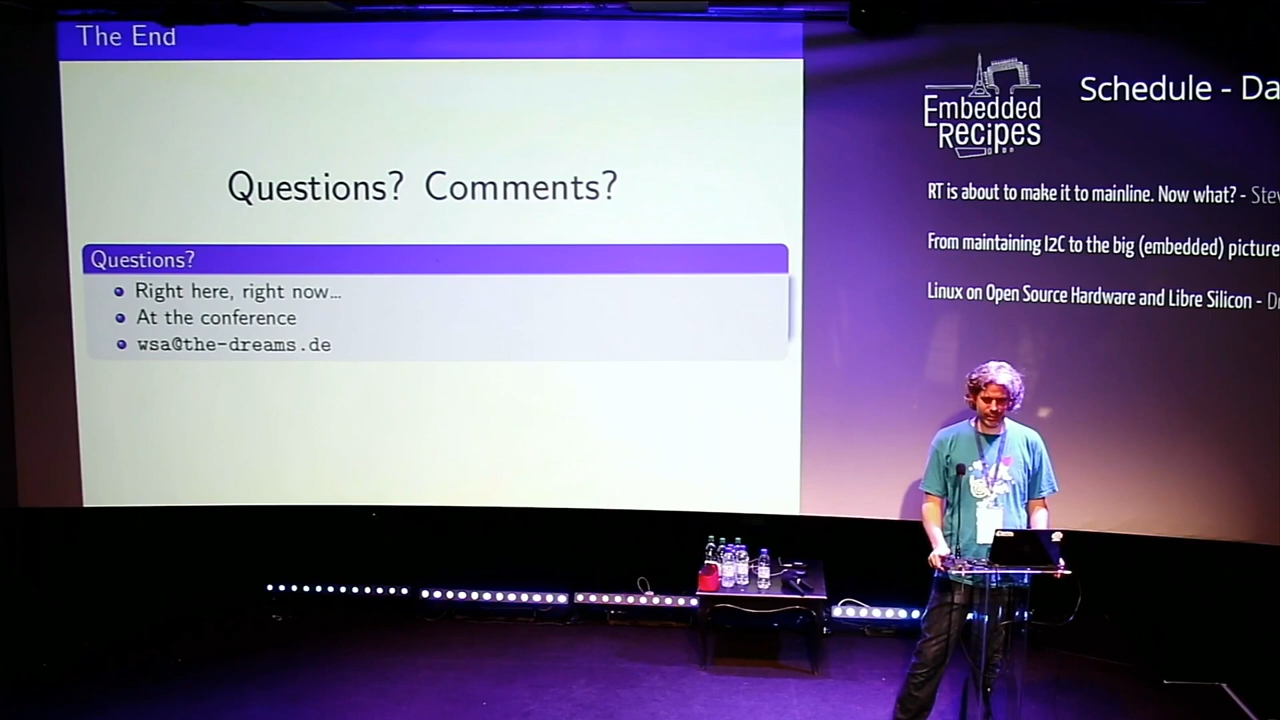 The End
Questions? Comments?
Questions?
Right here, right now...
At the conference
wsa@the-dreams.de
Embedded
Recipes
Schedule - Da
RT is about to make it to mainline. Now what? - Ste
From maintaining I2C to the big (embedded) picture
Linux on Open Source Hardware and Libre Silicon - D